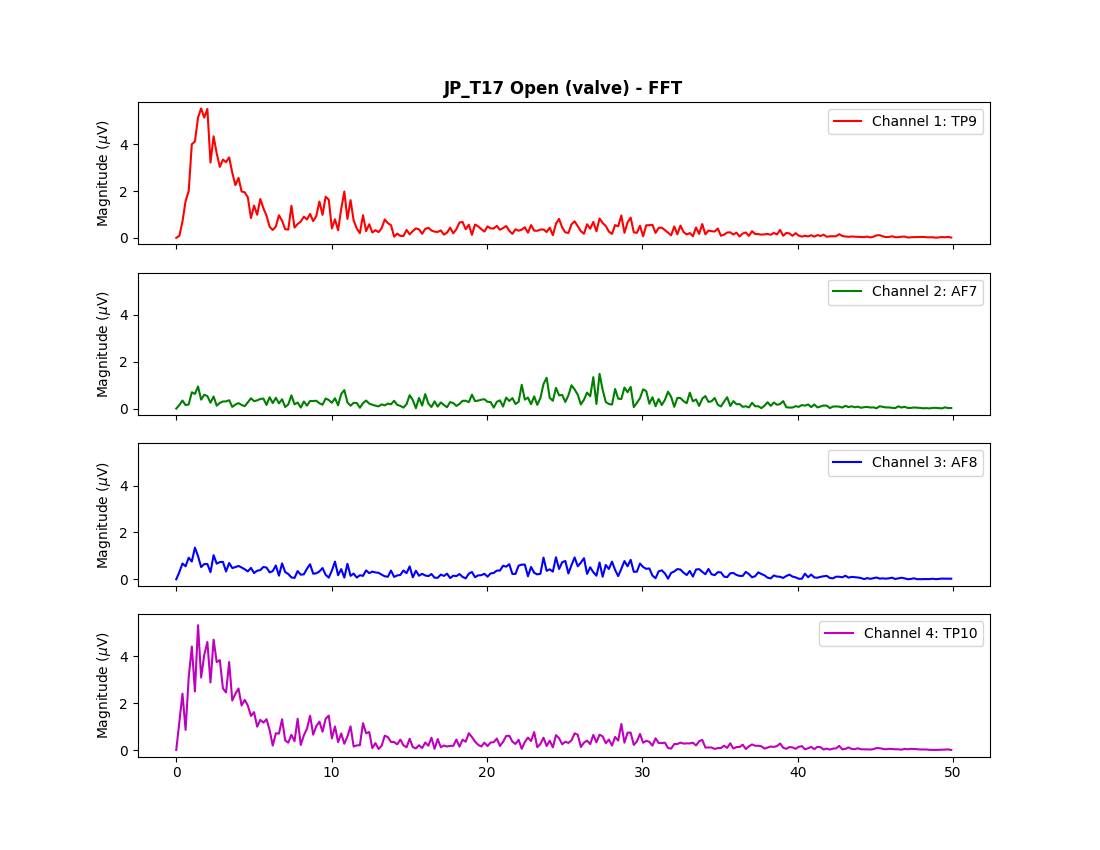 JP_T17 Open (valve) - FFT
Magnitude (μV)
4
2
0
Channel 1: TP9
Magnitude (μV)
4
2
0
Channel 2: AF7
Magnitude (μV)
4
2
0
Channel 3: AF8
Magnitude (μV)
4
2
0
Channel 4: TP10
0 10 20 30 40 50